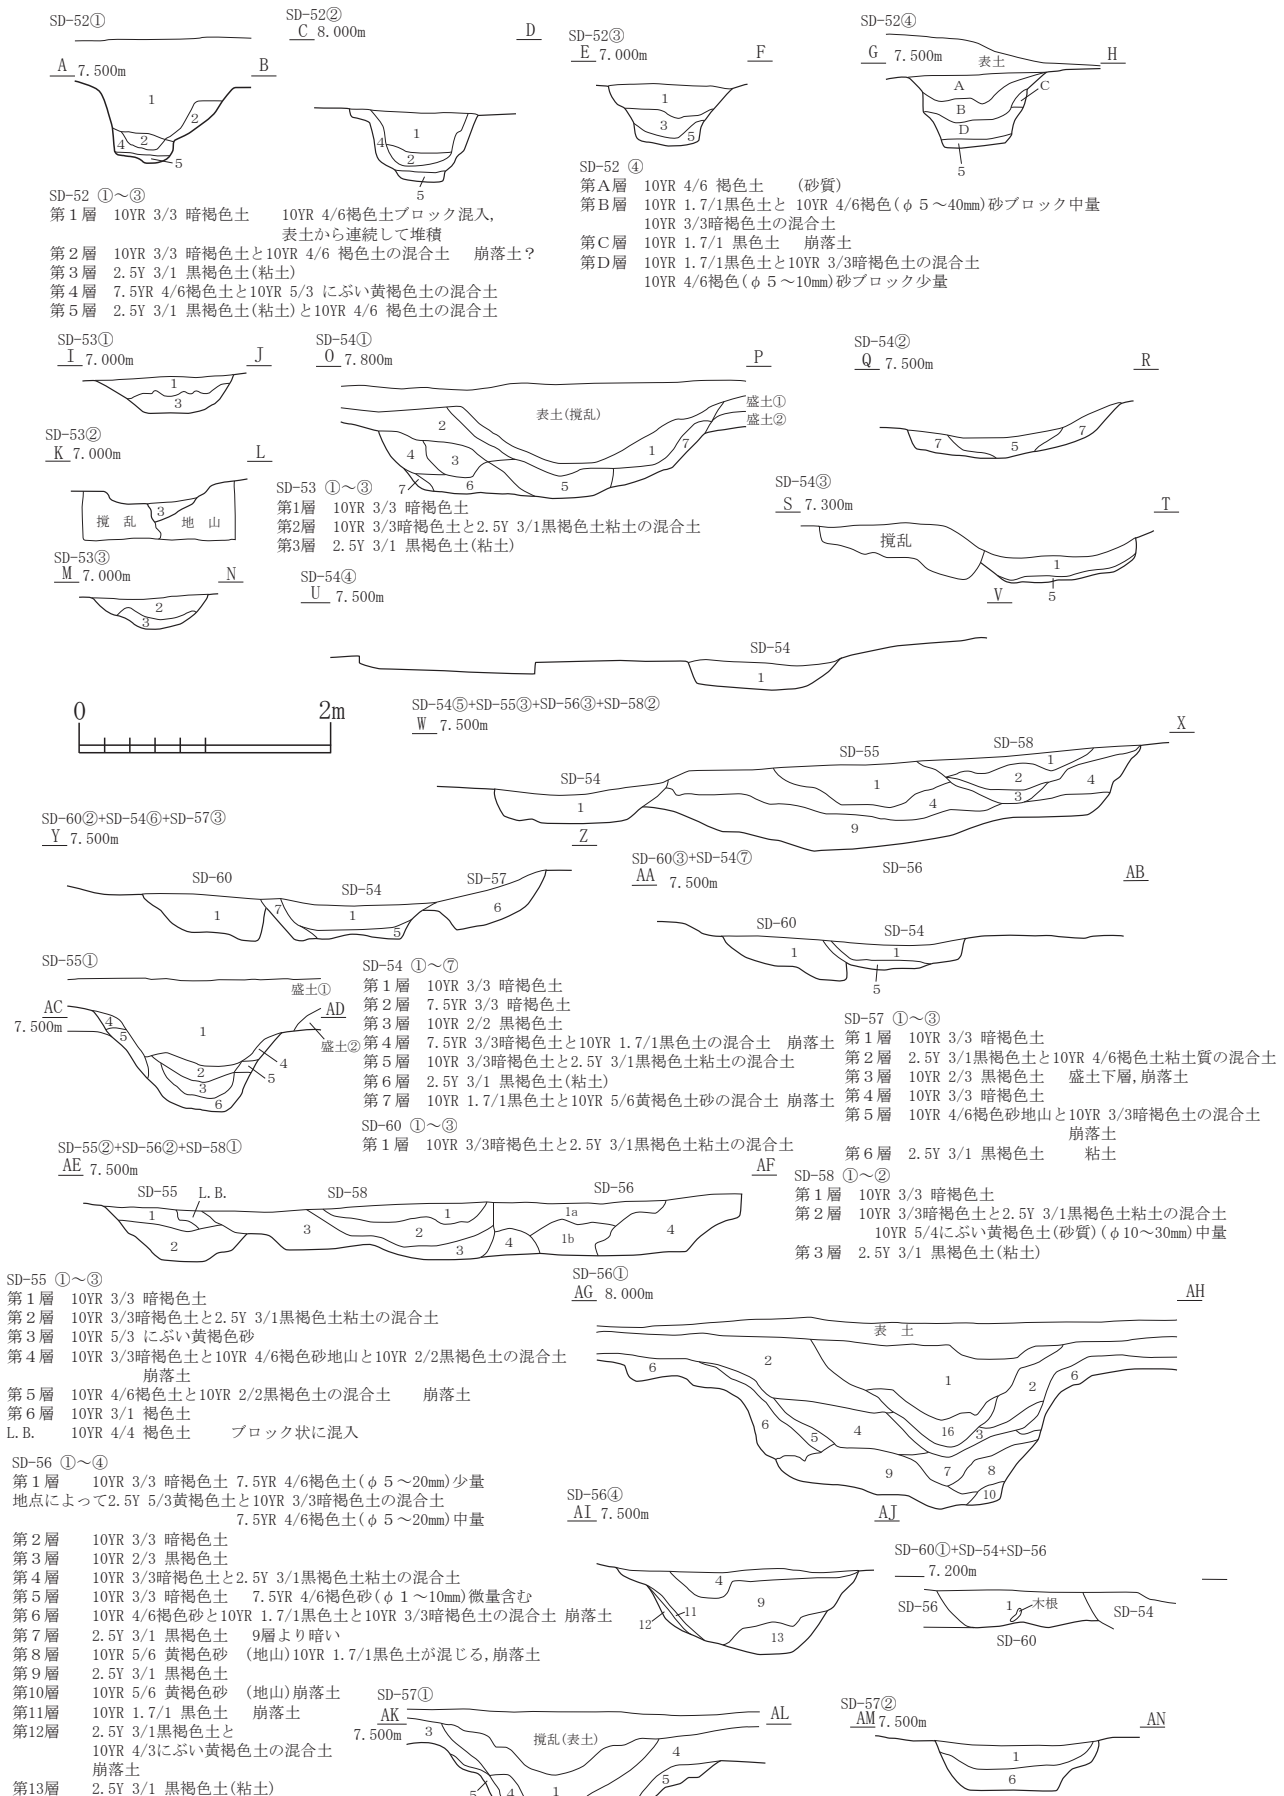 SD-52①
A 7.500m B
1
2
2
4
5
SD-52②
C 8.000m D
1
4
2
5
SD-52③
E 7.000m F
1
3
5
SD-52④
G 7.500m H
表土
A
C
B
D
5
SD-52 ①～③
第１層 10YR 3/3 暗褐色土 10YR 4/6褐色土ブロック混入,
表土から連続して堆積
第２層 10YR 3/3 暗褐色土と10YR 4/6 褐色土の混合土 崩落土？
第３層 2.5Y 3/1 黒褐色土(粘土)
第４層 7.5YR 4/6褐色土と10YR 5/3 にぶい黄褐色土の混合土
第５層 2.5Y 3/1 黒褐色土(粘土)と10YR 4/6 褐色土の混合土
SD-52 ④
第Ａ層 10YR 4/6 褐色土 (砂質)
第Ｂ層 10YR 1.7/1黒色土と 10YR 4/6褐色(φ５～40mm)砂ブロック中量
10YR 3/3暗褐色土の混合土
第Ｃ層 10YR 1.7/1 黒色土 崩落土
第Ｄ層 10YR 1.7/1黒色土と10YR 3/3暗褐色土の混合土
10YR 4/6褐色(φ５～10mm)砂ブロック少量
SD-53①
I 7.000m J
1
3
SD-53②
K 7.000m L
3
撹 乱 地 山
SD-53③
M 7.000m N
2
3
SD-54①
O 7.800m P
盛土①
表土(撹乱)
盛土②
2
1
7
4
3
7
6
5
SD-54②
Q 7.500m R
7
5
7
SD-53 ①～③
第1層 10YR 3/3 暗褐色土
第2層 10YR 3/3暗褐色土と2.5Y 3/1黒褐色土粘土の混合土
第3層 2.5Y 3/1 黒褐色土(粘土)
SD-54③
S 7.300m T
撹乱
1
5
SD-54④
U 7.500m V
SD-54
1
0 2m
SD-54⑤+SD-55③+SD-56③+SD-58②
W 7.500m X
SD-54
SD-55
SD-58
1
1
1
2
3
4
4
9
SD-56
SD-60②+SD-54⑥+SD-57③
Y 7.500m Z
SD-60
SD-54
SD-57
1
7
1
5
6
SD-60③+SD-54⑦
AA 7.500m AB
SD-60
SD-54
1
1
5
SD-55①
盛土①
AC AD
7.500m
盛土②
4
5
1
4
5
2
3
6
SD-54 ①～⑦
第１層 10YR 3/3 暗褐色土
第２層 7.5YR 3/3 暗褐色土
第３層 10YR 2/2 黒褐色土
第４層 7.5YR 3/3暗褐色土と10YR 1.7/1黒色土の混合土 崩落土
第５層 10YR 3/3暗褐色土と2.5Y 3/1黒褐色土粘土の混合土
第６層 2.5Y 3/1 黒褐色土(粘土)
第７層 10YR 1.7/1黒色土と10YR 5/6黄褐色土砂の混合土 崩落土
SD-60 ①～③
第１層 10YR 3/3暗褐色土と2.5Y 3/1黒褐色土粘土の混合土
SD-57 ①～③
第１層 10YR 3/3 暗褐色土
第２層 2.5Y 3/1黒褐色土と10YR 4/6褐色土粘土質の混合土
第３層 10YR 2/3 黒褐色土 盛土下層,崩落土
第４層 10YR 3/3 暗褐色土
第５層 10YR 4/6褐色砂地山と10YR 3/3暗褐色土の混合土
崩落土
第６層 2.5Y 3/1 黒褐色土 粘土
SD-55②+SD-56②+SD-58①
AE 7.500m AF
SD-55
L.B.
SD-58
SD-56
1
2
3
1
2
3
4
1a
1b
4
SD-58 ①～②
第１層 10YR 3/3 暗褐色土
第２層 10YR 3/3暗褐色土と2.5Y 3/1黒褐色土粘土の混合土
10YR 5/4にぶい黄褐色土(砂質)(φ10～30mm)中量
第３層 2.5Y 3/1 黒褐色土(粘土)
SD-55 ①～③
第１層 10YR 3/3 暗褐色土
第２層 10YR 3/3暗褐色土と2.5Y 3/1黒褐色土粘土の混合土
第３層 10YR 5/3 にぶい黄褐色砂
第４層 10YR 3/3暗褐色土と10YR 4/6褐色砂地山と10YR 2/2黒褐色土の混合土
崩落土
第５層 10YR 4/6褐色土と10YR 2/2黒褐色土の混合土 崩落土
第６層 10YR 3/1 褐色土
L.B. 10YR 4/4 褐色土 ブロック状に混入
SD-56①
AG 8.000m AH
表 土
6
2
1
2
6
6
5
4
16
3
9
7
8
10
SD-56 ①～④
第１層 10YR 3/3 暗褐色土 7.5YR 4/6褐色土(φ５～20mm)少量
地点によって2.5Y 5/3黄褐色土と10YR 3/3暗褐色土の混合土
7.5YR 4/6褐色土(φ５～20mm)中量
第２層 10YR 3/3 暗褐色土
第３層 10YR 2/3 黒褐色土
第４層 10YR 3/3暗褐色土と2.5Y 3/1黒褐色土粘土の混合土
第５層 10YR 3/3 暗褐色土 7.5YR 4/6褐色砂(φ１～10mm)微量含む
第６層 10YR 4/6褐色砂と10YR 1.7/1黒色土と10YR 3/3暗褐色土の混合土 崩落土
第７層 2.5Y 3/1 黒褐色土 9層より暗い
第８層 10YR 5/6 黄褐色砂 (地山)10YR 1.7/1黒色土が混じる,崩落土
第９層 2.5Y 3/1 黒褐色土
第10層 10YR 5/6 黄褐色砂 (地山)崩落土
第11層 10YR 1.7/1 黒色土 崩落土
第12層 2.5Y 3/1黒褐色土と
10YR 4/3にぶい黄褐色土の混合土
崩落土
第13層 2.5Y 3/1 黒褐色土(粘土)
SD-56④
AI 7.500m AJ
4
9
11
12
13
SD-60①+SD-54+SD-56
7.200m
SD-56
1
木根
SD-54
SD-60
SD-57①
AK AL
7.500m
3
撹乱(表土)
4
5
5
4
1
SD-57②
AM 7.500m AN
1
6